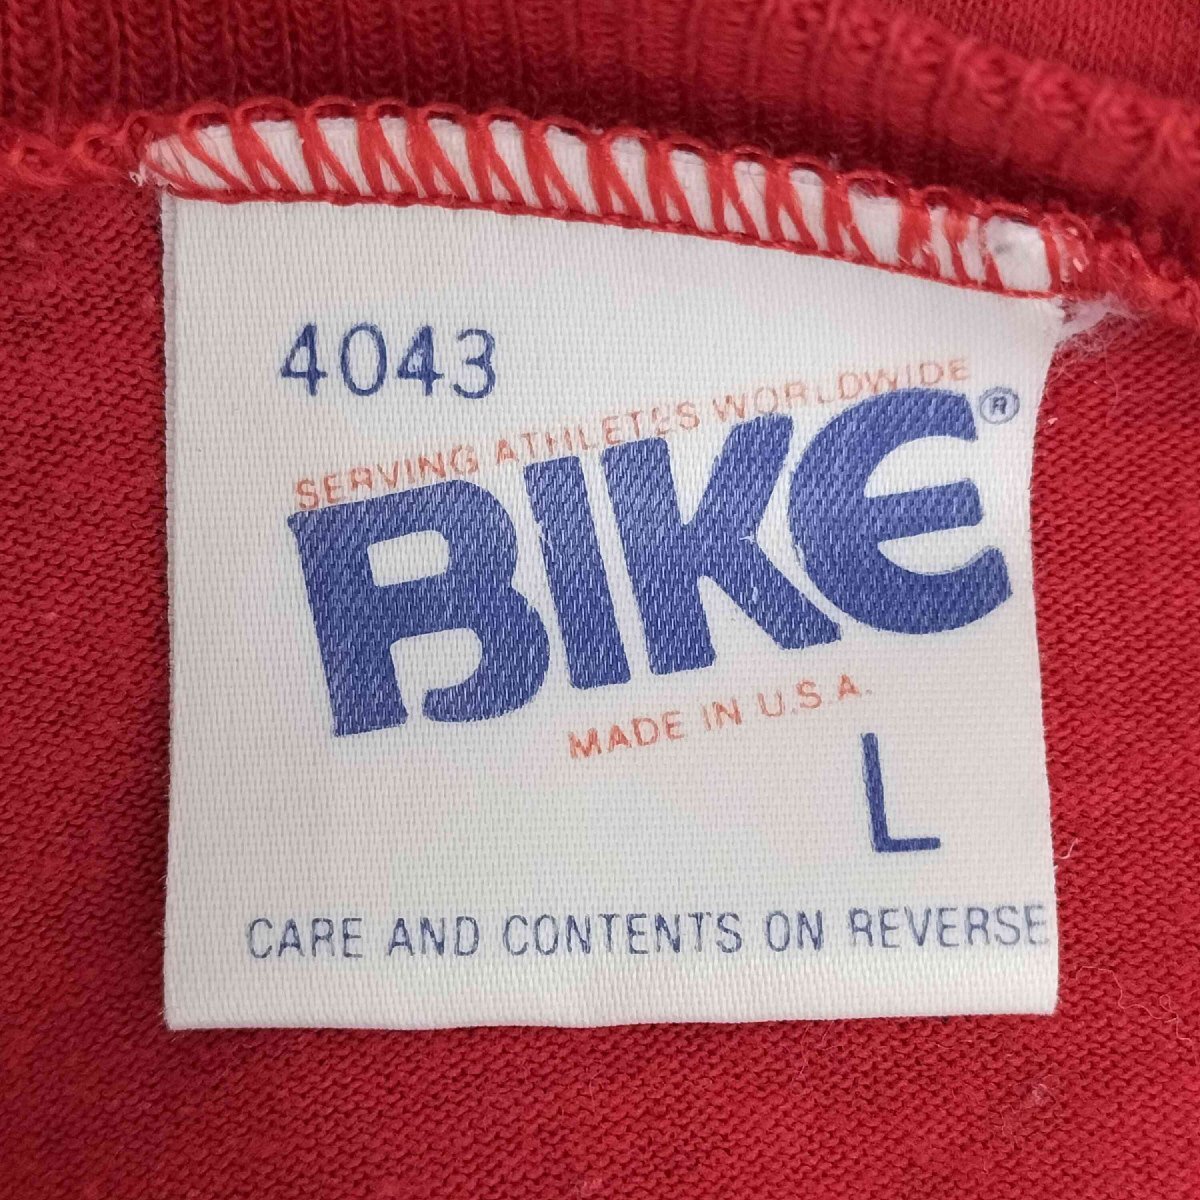 4043
SERVING ATHLETES WORLDWIDE
BIKE®
MADE IN U.S.A.
L
CARE AND CONTENTS ON REVERSE